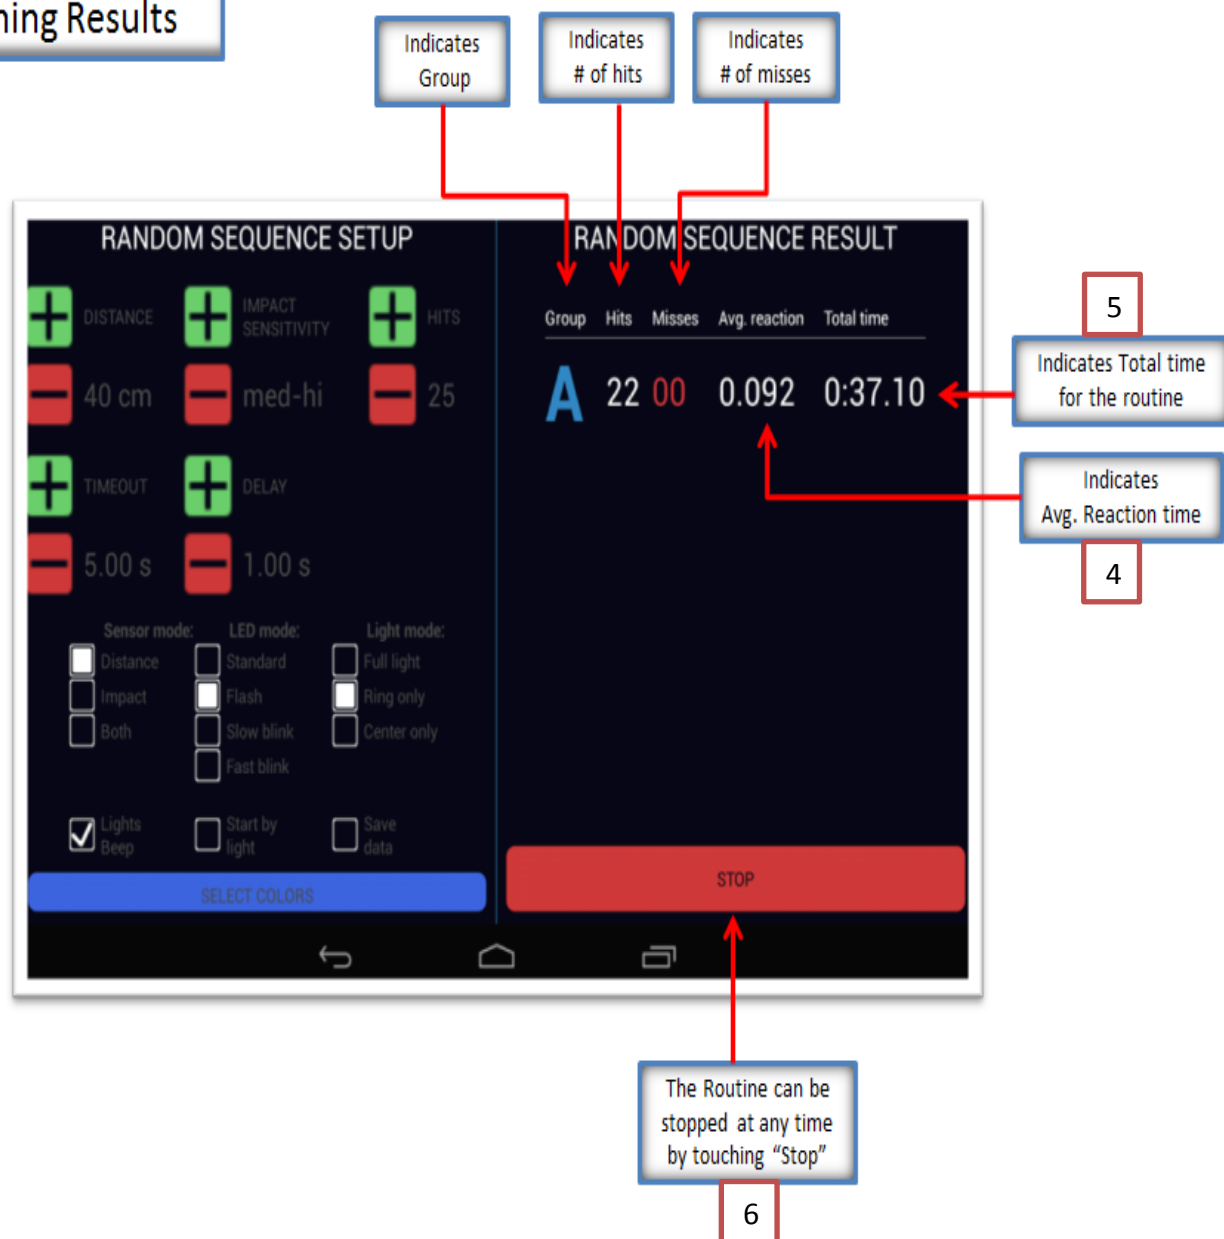 ning Results
Indicates
Group
Indicates
# of hits
Indicates
# of misses
RANDOM SEQUENCE SETUP
DISTANCE
IMPACT
SENSITIVITY
HITS
40 cm
med-hi
25
TIMEOUT
DELAY
5.00 s
1.00 s
Sensor mode:
LED mode:
Light mode:
Distance
Standard
Full light
Impact
Flash
Ring only
Both
Slow blink
Center only
Fast blink
Lights
Beep
Start by
light
Save
data
SELECT COLORS
RANDOM SEQUENCE RESULT
Group Hits Misses Avg. reaction Total time
A 22 00 0.092 0:37.10
STOP
5
Indicates Total time
for the routine
Indicates
Avg. Reaction time
4
The Routine can be
stopped at any time
by touching “Stop”
6